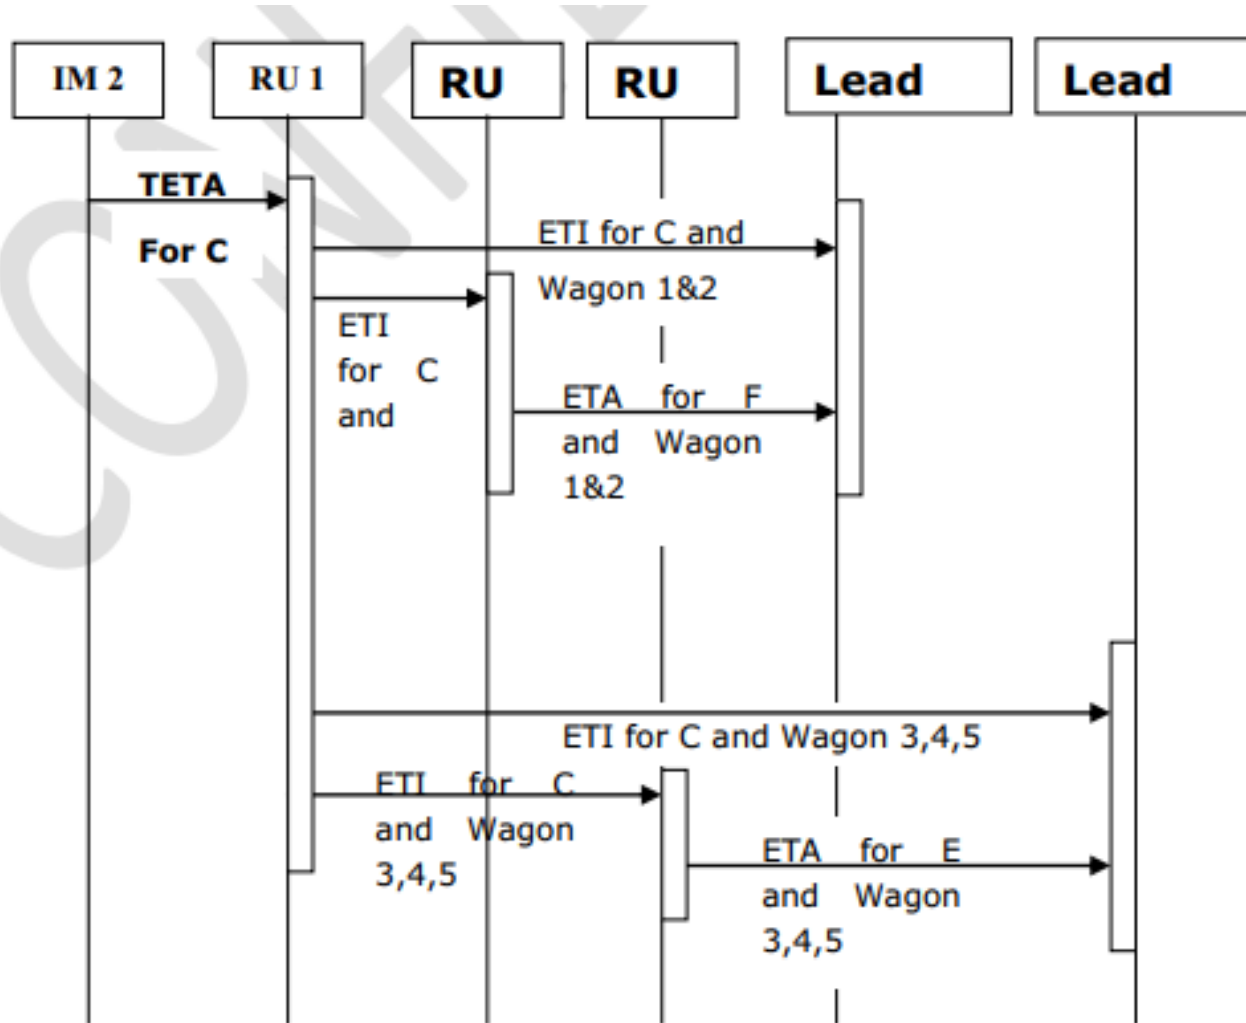 IM 2
RU 1
RU
RU
Lead
Lead
TETA
For C
ETI for C and
Wagon 1&2
ETI
for C
and
ETA for F
and Wagon
1&2
ETI for C and Wagon 3,4,5
ETI for C
and Wagon
3,4,5
ETA for E
and Wagon
3,4,5